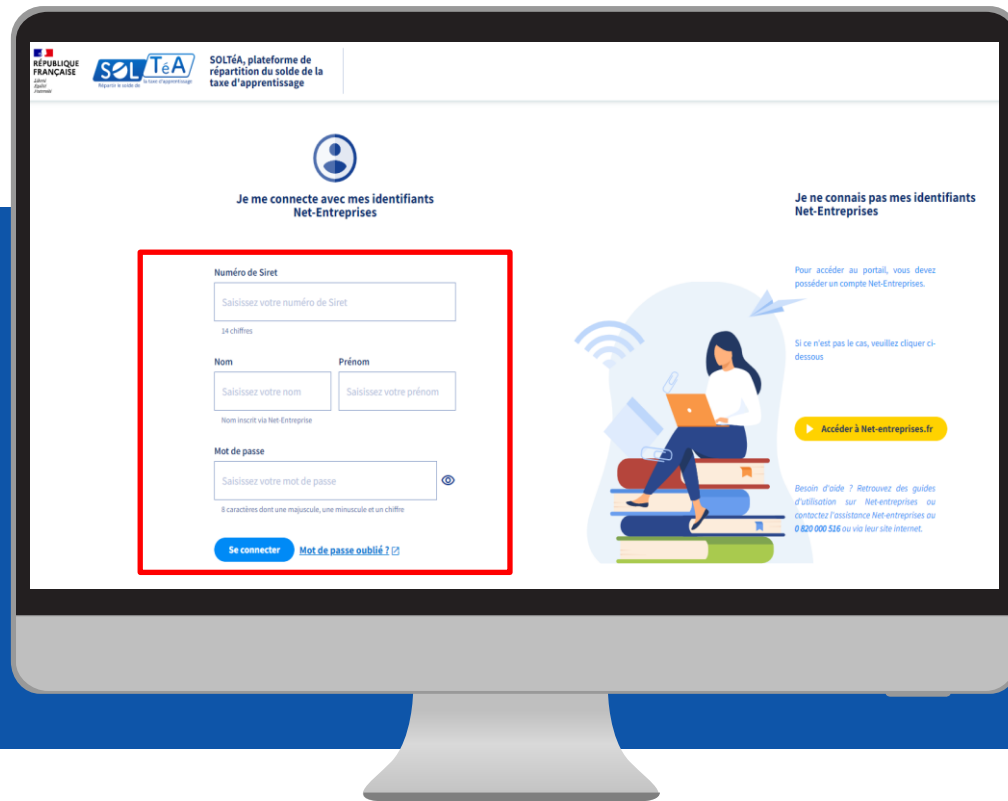 RÉPUBLIQUE
FRANÇAISE
Liberté
Égalité
Fraternité
SOLTéA
Répartir le solde de la taxe d'apprentissage
SOLTéA, plateforme de
répartition du solde de la
taxe d'apprentissage
Je me connecte avec mes identifiants
Net-Entreprises
Numéro de Siret
Saisissez votre numéro de Siret
14 chiffres
Nom
Prénom
Saisissez votre nom
Saisissez votre prénom
Nom inscrit via Net-Entreprise
Mot de passe
Saisissez votre mot de passe
8 caractères dont une majuscule, une minuscule et un chiffre
Se connecter
Mot de passe oublié ?
Je ne connais pas mes identifiants
Net-Entreprises
Pour accéder au portail, vous devez
posséder un compte Net-Entreprises.
Si ce n'est pas le cas, veuillez cliquer ci-
dessous
Accéder à Net-entreprises.fr
Besoin d'aide ? Retrouvez des guides
d'utilisation sur Net-entreprises ou
contactez l'assistance Net-entreprises au
0 820 000 516 ou via leur site internet.